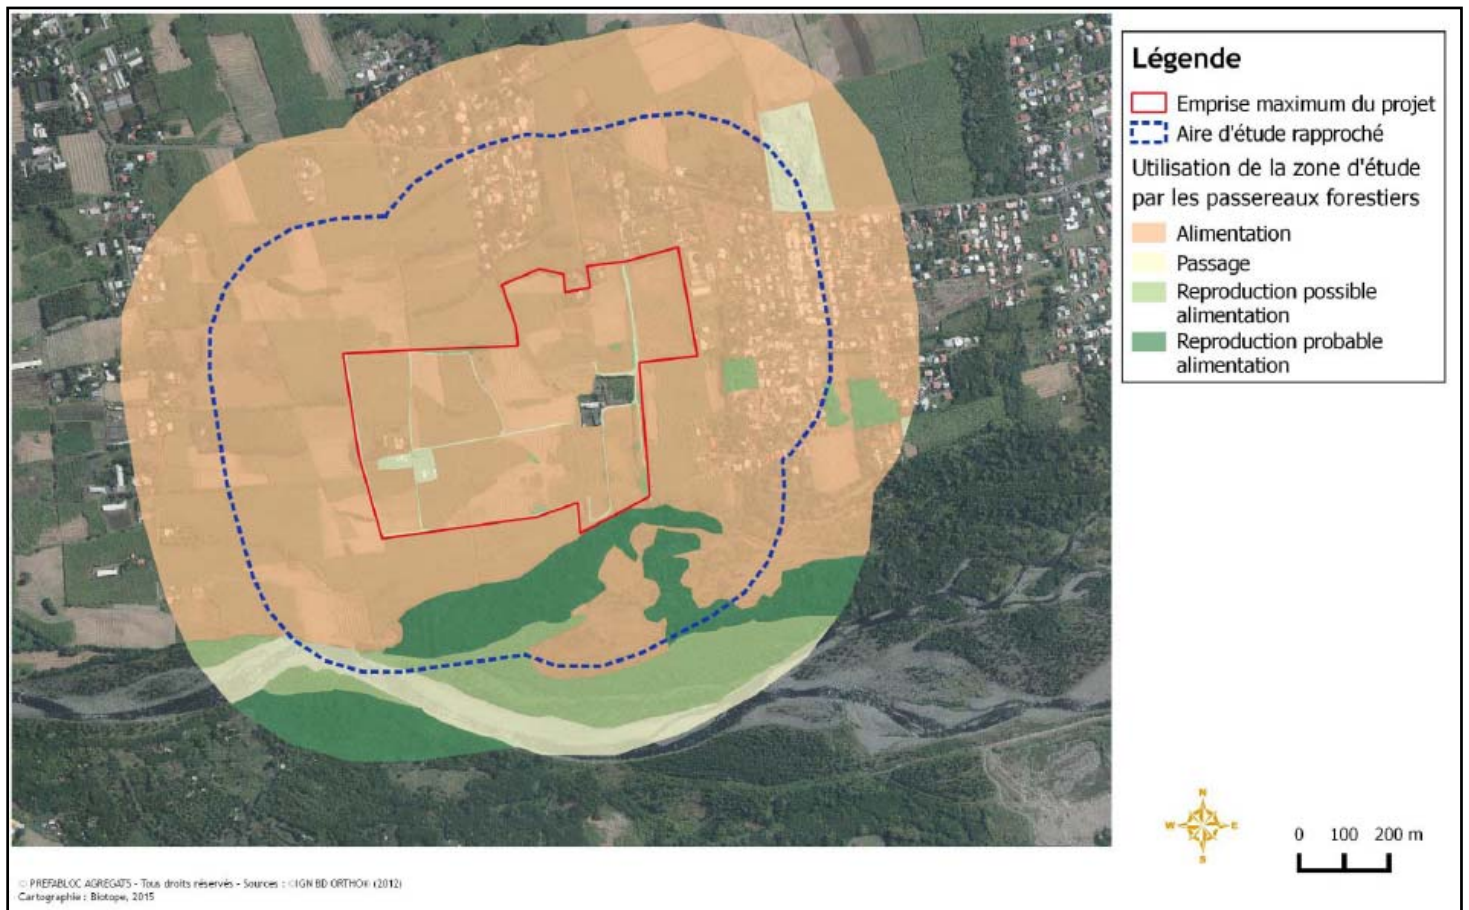 Légende
Emprise maximum du projet
Aire d'étude rapproché
Utilisation de la zone d'étude
par les passereaux forestiers
Alimentation
Passage
Reproduction possible
alimentation
Reproduction probable
alimentation
N
W E
S
0 100 200 m
© PREFABLOC AGREGATS - Tous droits réservés - Sources : ©IGN BD ORTHO® (2012)
Cartographie : Biotope, 2015